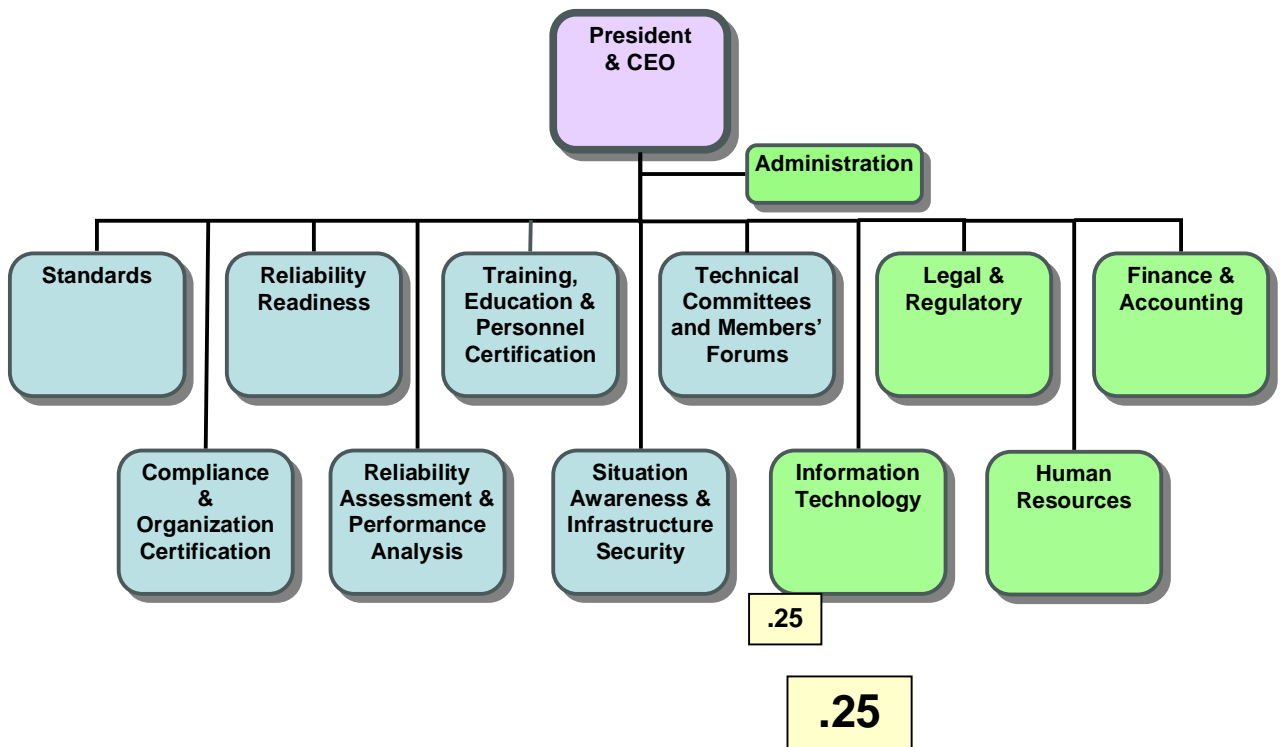 President
& CEO
Administration
Standards
Reliability
Readiness
Training,
Education &
Personnel
Certification
Technical
Committees
and Members’
Forums
Legal &
Regulatory
Finance &
Accounting
Compliance
&
Organization
Certification
Reliability
Assessment &
Performance
Analysis
Situation
Awareness &
Infrastructure
Security
Information
Technology
Human
Resources
.25
.25